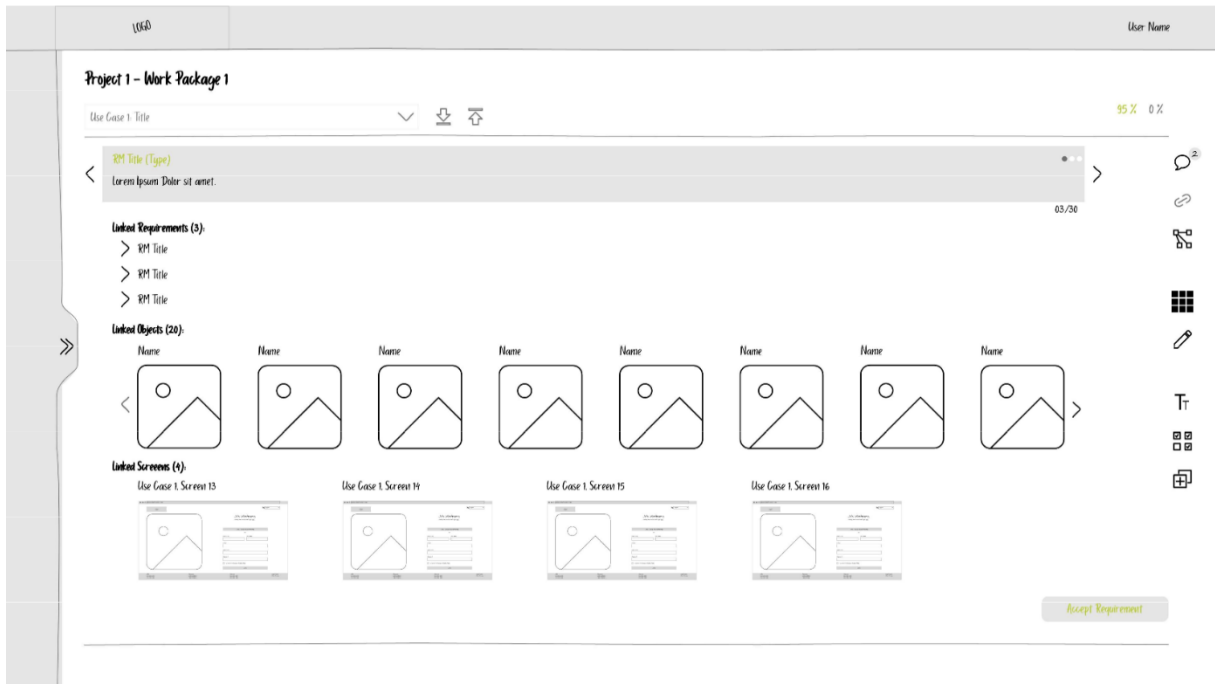 LOGO
User Name
Project 1 - Work Package 1
Use Case 1: Title
95 % 0 %
RM Title (Type)
Lorem Ipsum Dolor sit amet.
2
03/30
Linked Requirements (3):
RM Title
RM Title
RM Title
Linked Objects (20):
Name Name Name Name Name Name Name Name
Linked Screens (4):
Use Case 1, Screen 13 Use Case 1, Screen 14 Use Case 1, Screen 15 Use Case 1, Screen 16
Accept Requirement